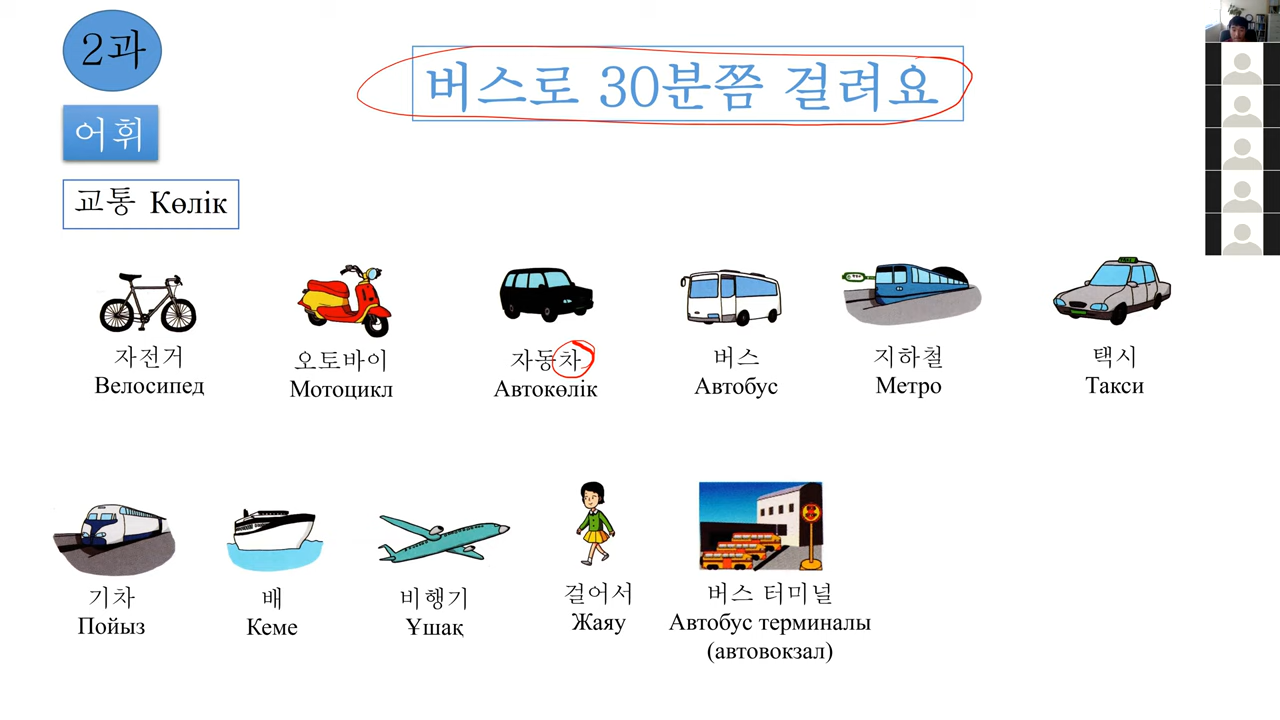 2과
버스로 30분쯤 걸려요
어휘
교통 Көлік
자전거
Велосипед
오토바이
Мотоцикл
자동차
Автокөлік
버스
Автобус
지하철
Метро
택시
Такси
기차
Пойыз
배
Кеме
비행기
Ұшақ
걸어서
Жаяу
버스 터미널
Автобус терминалы
(автовокзал)